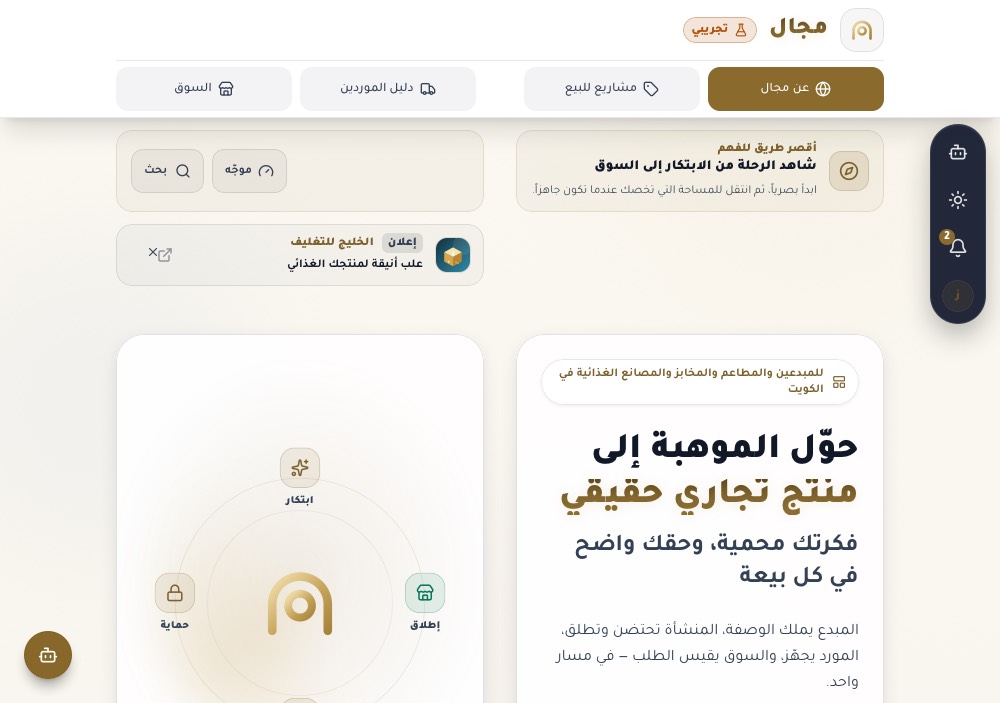 مجال
تجريبي
عن مجال
مشاريع للبيع
دليل الموردين
السوق
أقصر طريق للفهم
شاهد الرحلة من الابتكار إلى السوق
ابدأ بصرياً، ثم انتقل للمساحة التي تخصك عندما تكون جاهزاً.
موجّه
بحث
إعلان الخليج للتغليف
علب أنيقة لمنتجك الغذائي
2
ز
للمبدعين والمطاعم والمخابز والمصانع الغذائية في
الكويت
حوّل الموهبة إلى
منتج تجاري حقيقي
فكرتك محمية، وحقك واضح
في كل بيعة
المبدع يملك الوصفة، المنشأة تحتضن وتطلق،
المورد يجهّز، والسوق يقيس الطلب – في مسار
واحد.
ابتكار
إطلاق
حماية